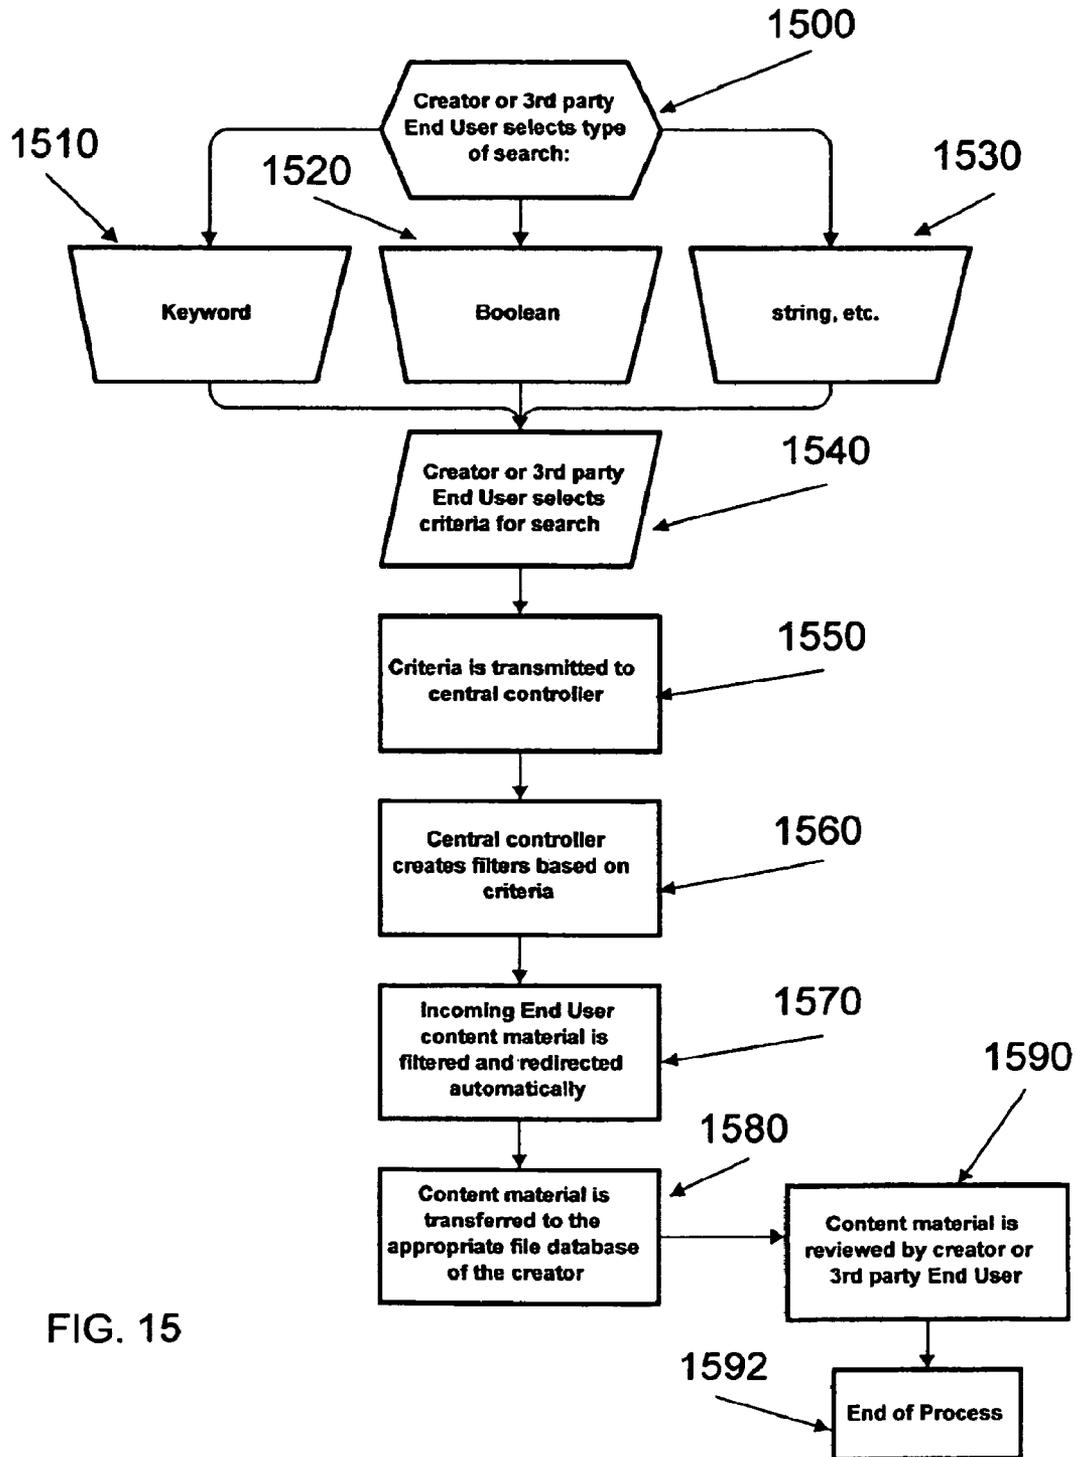 1500
Creator or 3rd party
End User selects type
of search:
1510
1520
1530
Keyword
Boolean
string, etc.
1540
Creator or 3rd party
End User selects
criteria for search
1550
Criteria is transmitted to
central controller
1560
Central controller
creates filters based on
criteria
1570
Incoming End User
content material is
filtered and redirected
automatically
1580
Content material is
transferred to the
appropriate file database
of the creator
1590
Content material is
reviewed by creator or
3rd party End User
FIG. 15
1592
End of Process